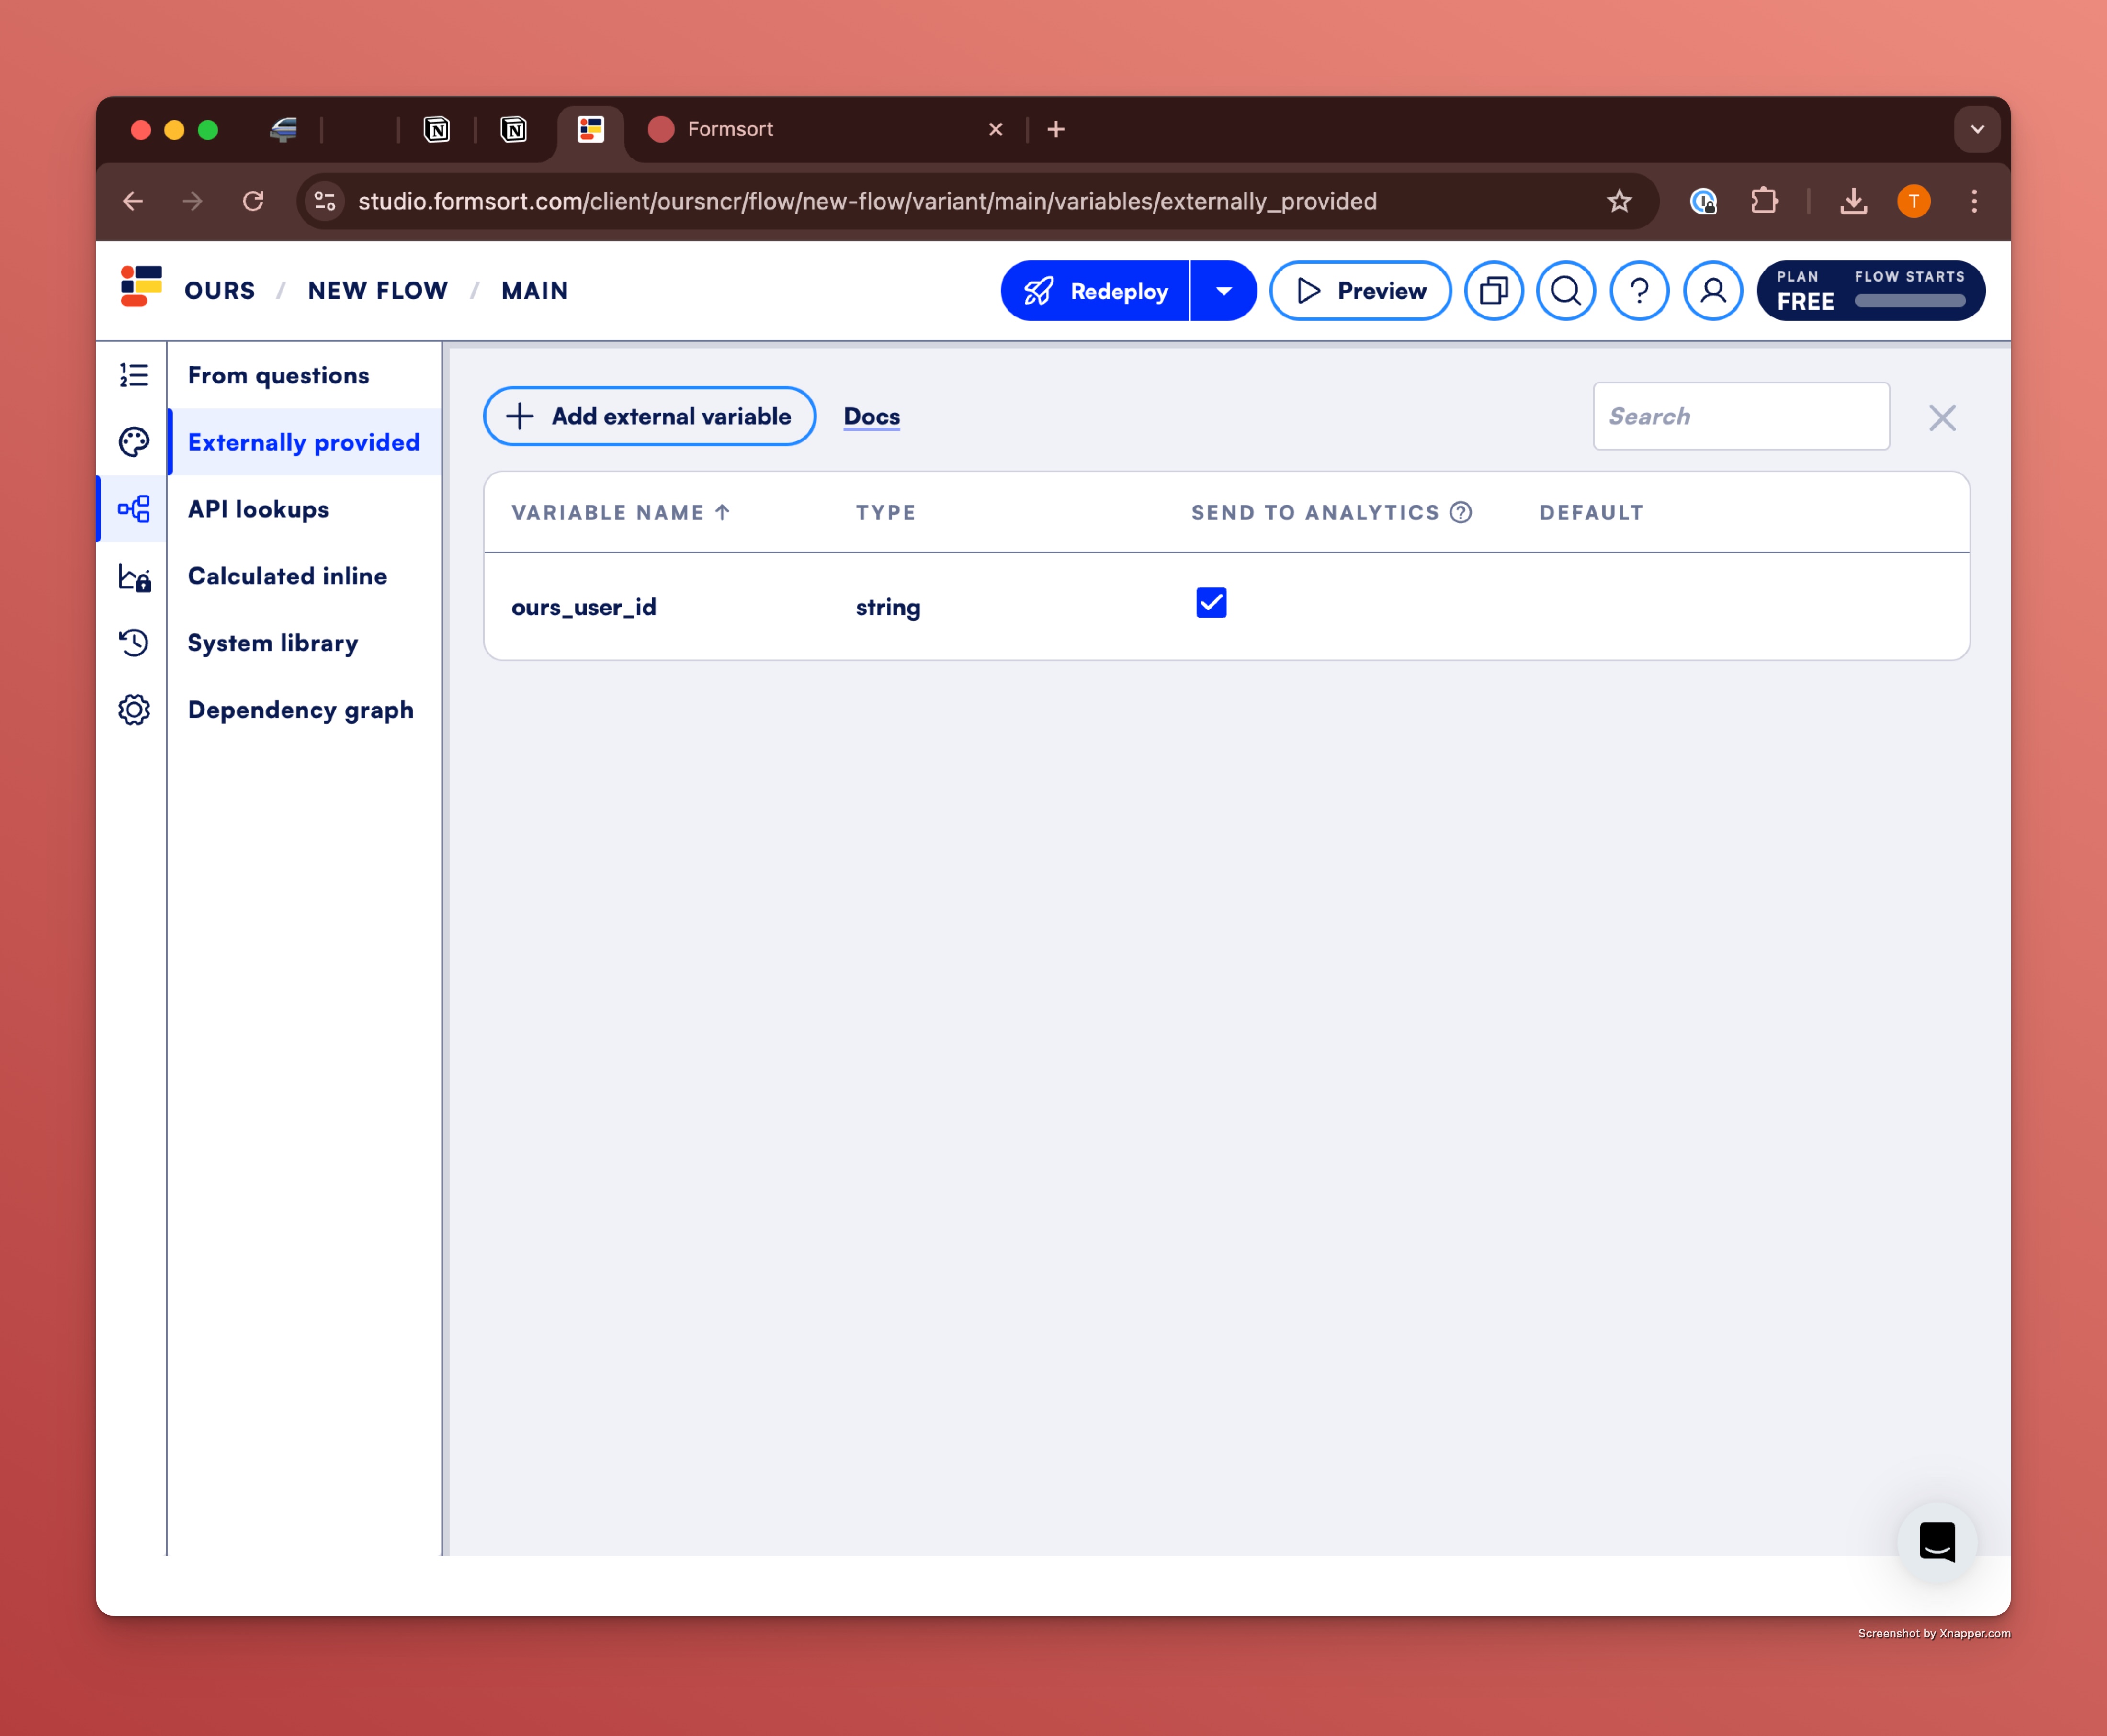 Formsort
studio.formsort.com/client/oursncr/flow/new-flow/variant/main/variables/externally_provided
T
OURS / NEW FLOW / MAIN
Redeploy
Preview
PLAN
FREE
FLOW STARTS
From questions
Externally provided
API lookups
Calculated inline
System library
Dependency graph
Add external variable
Docs
Search
VARIABLE NAME ↑ TYPE SEND TO ANALYTICS ? DEFAULT
ours_user_id string
Screenshot by Xnapper.com